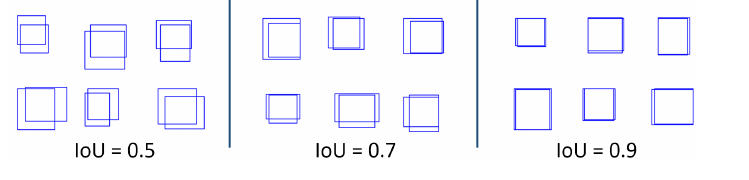 IoU = 0.5
IoU = 0.7
IoU = 0.9